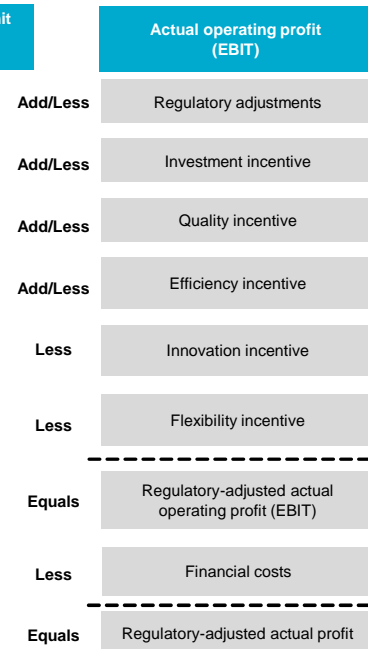 it
Actual operating profit
(EBIT)
Add/Less Regulatory adjustments
Add/Less Investment incentive
Add/Less Quality incentive
Add/Less Efficiency incentive
Less Innovation incentive
Less Flexibility incentive
Equals Regulatory-adjusted actual
operating profit (EBIT)
Less Financial costs
Equals Regulatory-adjusted actual profit